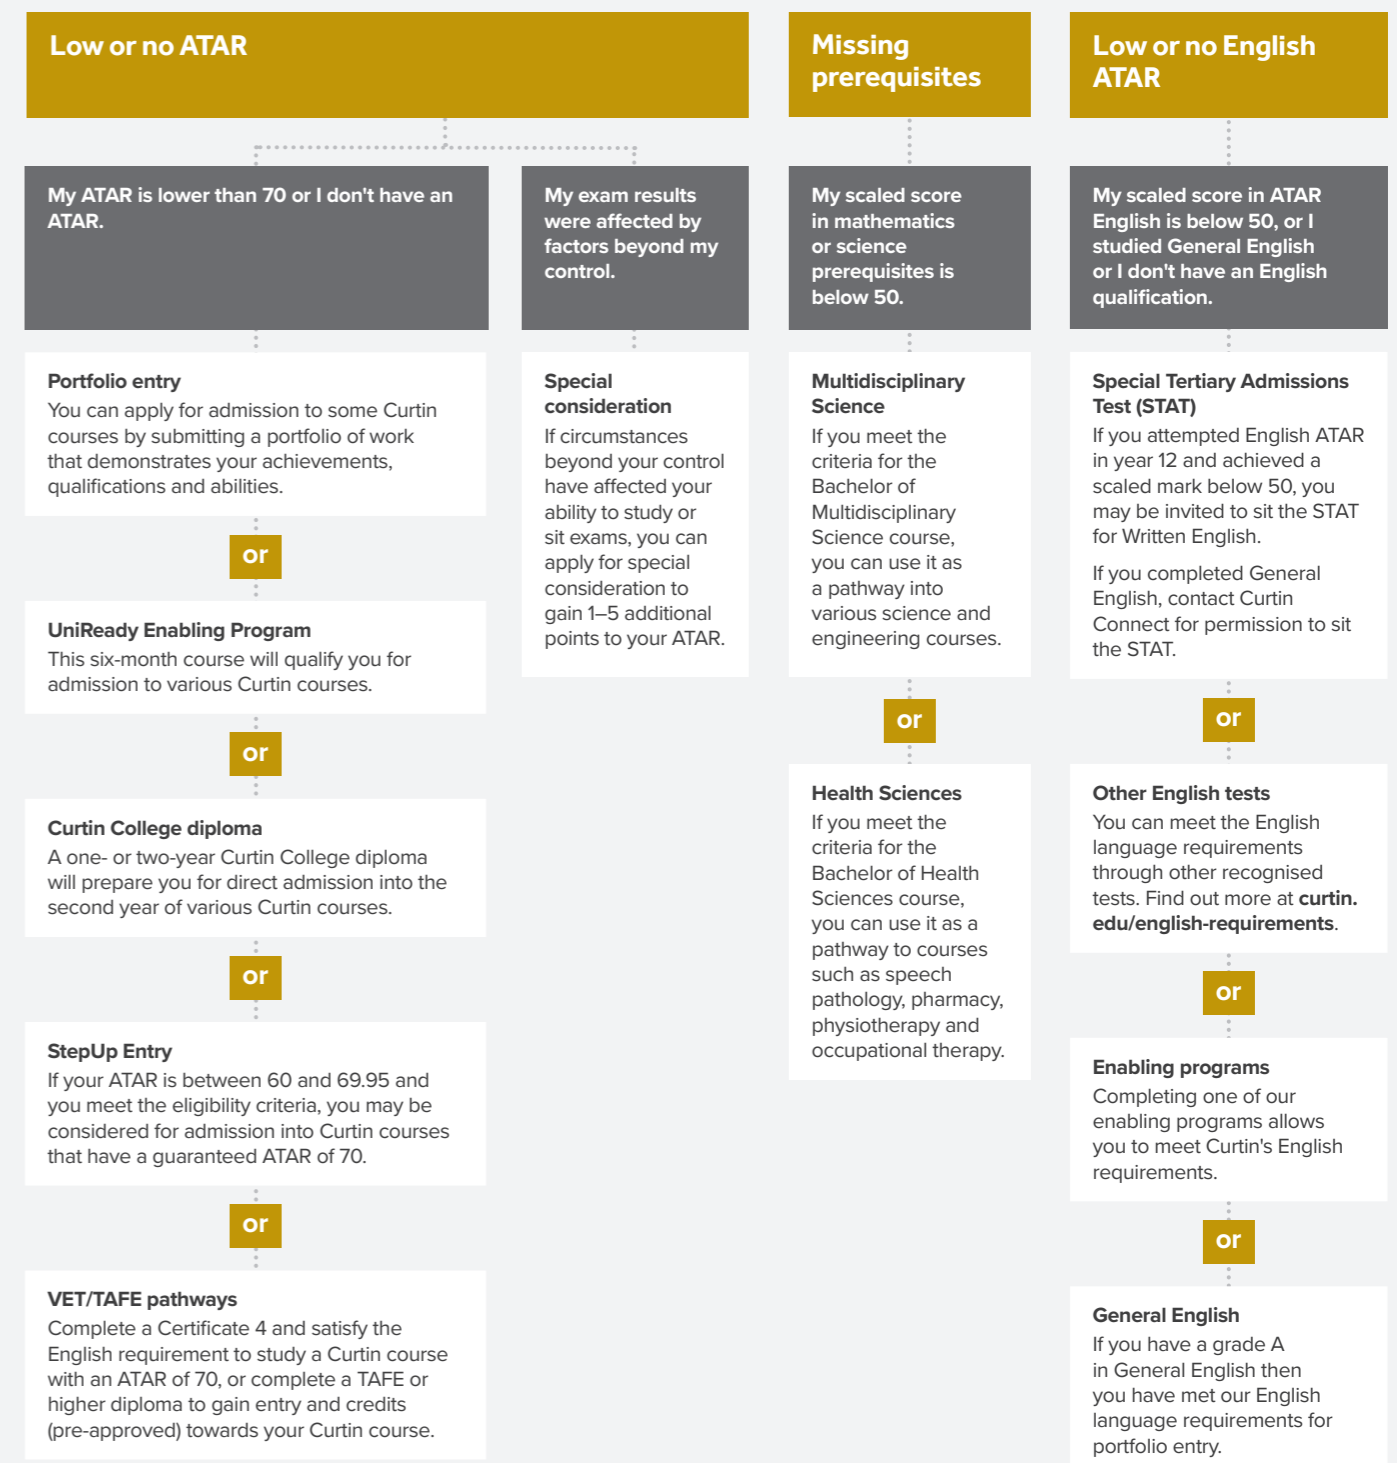 Low or no ATAR
My ATAR is lower than 70 or I don't have an
ATAR.
Portfolio entry
You can apply for admission to some Curtin
courses by submitting a portfolio of work
that demonstrates your achievements,
qualifications and abilities.
or
UniReady Enabling Program
This six-month course will qualify you for
admission to various Curtin courses.
or
Curtin College diploma
A one- or two-year Curtin College diploma
will prepare you for direct admission into the
second year of various Curtin courses.
or
StepUp Entry
If your ATAR is between 60 and 69.95 and
you meet the eligibility criteria, you may be
considered for admission into Curtin courses
that have a guaranteed ATAR of 70.
or
VET/TAFE pathways
Complete a Certificate 4 and satisfy the
English requirement to study a Curtin course
with an ATAR of 70, or complete a TAFE or
higher diploma to gain entry and credits
(pre-approved) towards your Curtin course.
My exam results
were affected by
factors beyond my
control.
Special
consideration
If circumstances
beyond your control
have affected your
ability to study or
sit exams, you can
apply for special
consideration to
gain 1–5 additional
points to your ATAR.
Missing
prerequisites
My scaled score
in mathematics
or science
prerequisites is
below 50.
Multidisciplinary
Science
If you meet the
criteria for the
Bachelor of
Multidisciplinary
Science course,
you can use it as
a pathway into
various science and
engineering courses.
or
Health Sciences
If you meet the
criteria for the
Bachelor of Health
Sciences course,
you can use it as a
pathway to courses
such as speech
pathology, pharmacy,
physiotherapy and
occupational therapy.
Low or no English
ATAR
My scaled score in ATAR
English is below 50, or I
studied General English
or I don't have an English
qualification.
Special Tertiary Admissions
Test (STAT)
If you attempted English ATAR
in year 12 and achieved a
scaled mark below 50, you
may be invited to sit the STAT
for Written English.
If you completed General
English, contact Curtin
Connect for permission to sit
the STAT.
or
Other English tests
You can meet the English
language requirements
through other recognised
tests. Find out more at curtin.
edu/english-requirements.
or
Enabling programs
Completing one of our
enabling programs allows
you to meet Curtin's English
requirements.
or
General English
If you have a grade A
in General English then
you have met our English
language requirements for
portfolio entry.